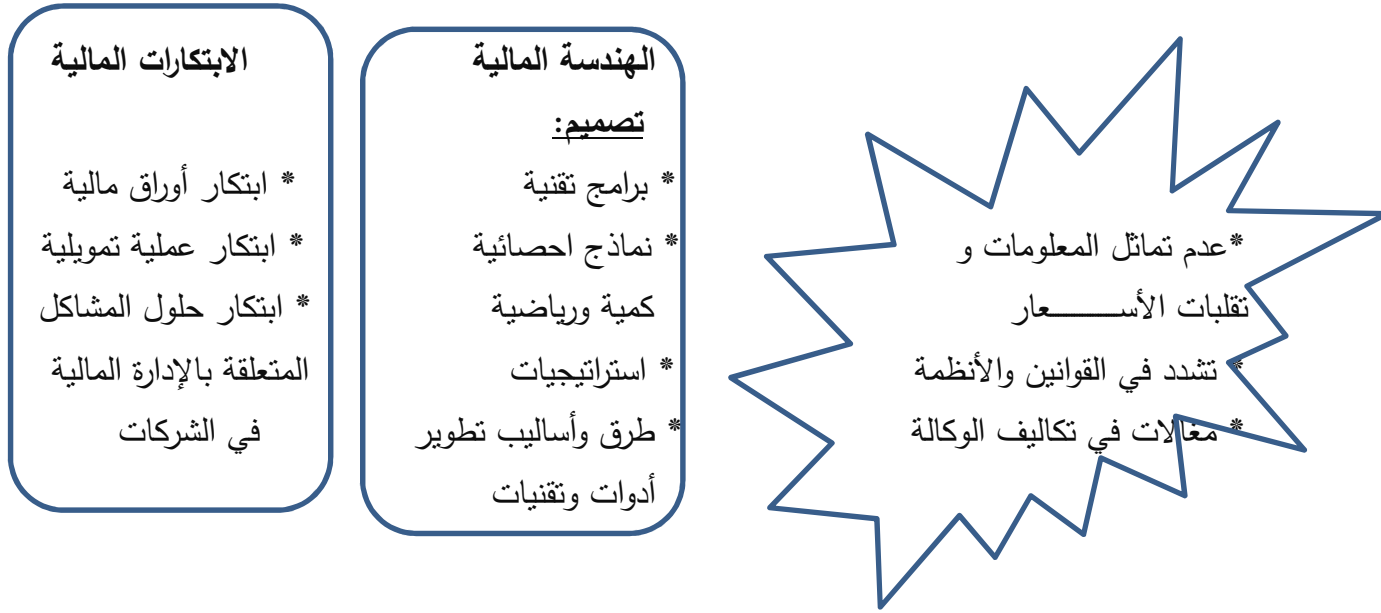 *عدم تماثل المعلومات و
تقلبات الأســـــــعار
* تشدد في القوانين والأنظمة
* مغالات في تكاليف الوكالة
الهندسة المالية
تصميم:
* برامج تقنية
* نماذج احصائية
كمية ورياضية
* استراتيجيات
* طرق وأساليب تطوير
أدوات وتقنيات
الابتكارات المالية
* ابتكار أوراق مالية
* ابتكار عملية تمويلية
* ابتكار حلول المشاكل
المتعلقة بالإدارة المالية
في الشركات